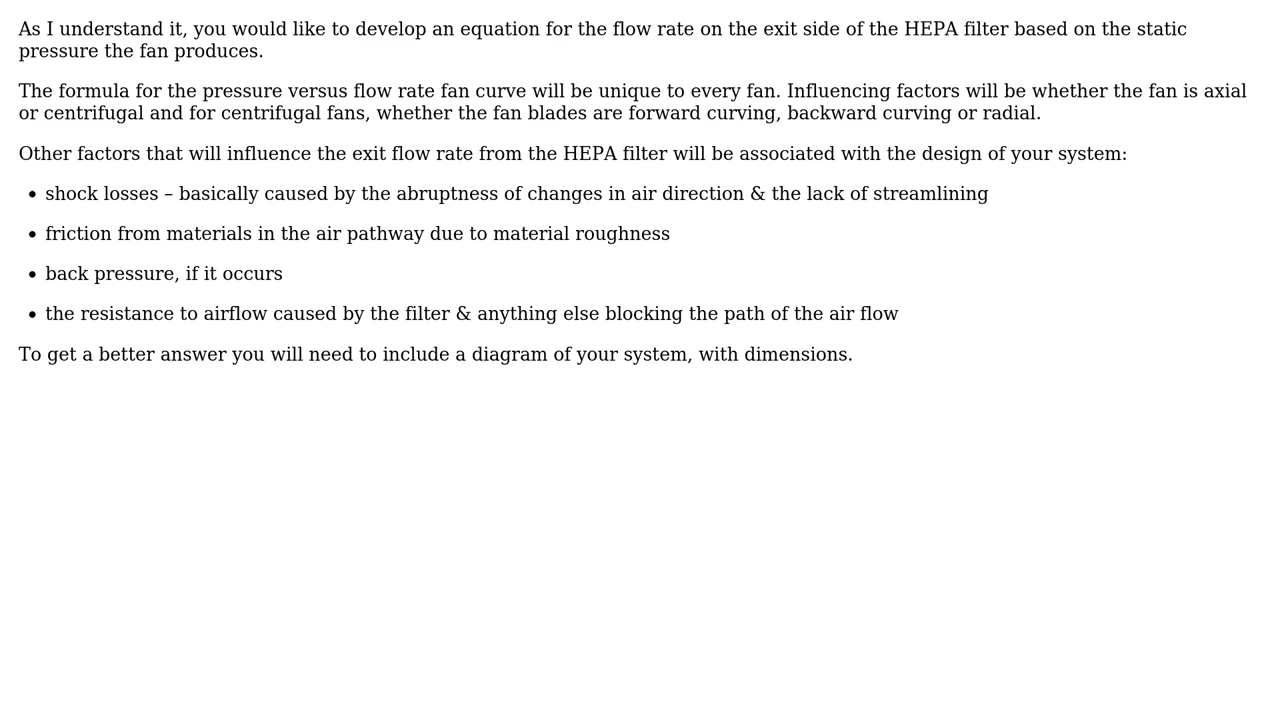 As I understand it, you would like to develop an equation for the flow rate on the exit side of the HEPA filter based on the static
pressure the fan produces.
The formula for the pressure versus flow rate fan curve will be unique to every fan. Influencing factors will be whether the fan is axial
or centrifugal and for centrifugal fans, whether the fan blades are forward curving, backward curving or radial.
Other factors that will influence the exit flow rate from the HEPA filter will be associated with the design of your system:
• shock losses – basically caused by the abruptness of changes in air direction & the lack of streamlining
• friction from materials in the air pathway due to material roughness
• back pressure, if it occurs
• the resistance to airflow caused by the filter & anything else blocking the path of the air flow
To get a better answer you will need to include a diagram of your system, with dimensions.